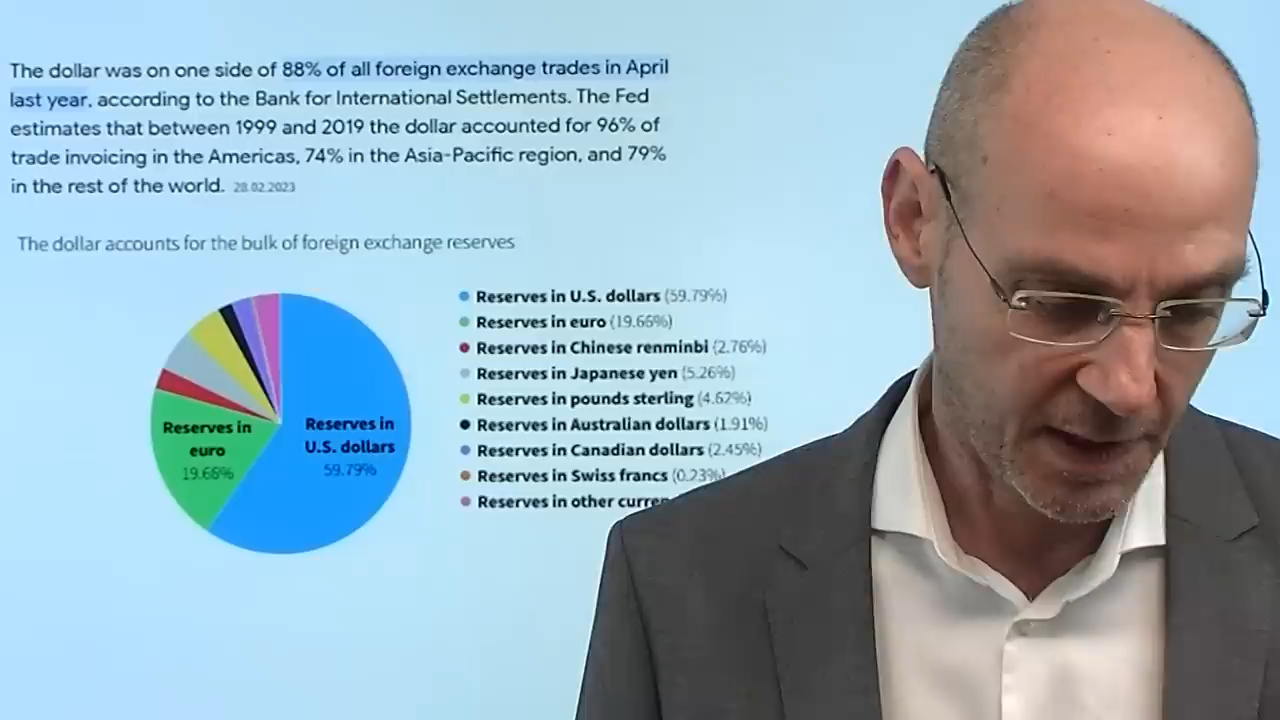 The dollar was on one side of 88% of all foreign exchange trades in April
last year, according to the Bank for International Settlements. The Fed
estimates that between 1999 and 2019 the dollar accounted for 96% of
trade invoicing in the Americas, 74% in the Asia-Pacific region, and 79%
in the rest of the world. 28.02.2023
The dollar accounts for the bulk of foreign exchange reserves
Reserves in
euro
19.66%
Reserves in
U.S. dollars
59.79%
Reserves in U.S. dollars (59.79%)
Reserves in euro (19.66%)
Reserves in Chinese renminbi (2.76%)
Reserves in Japanese yen (5.26%)
Reserves in pounds sterling (4.62%)
Reserves in Australian dollars (1.91%)
Reserves in Canadian dollars (2.45%)
Reserves in Swiss francs (0.23%)
Reserves in other